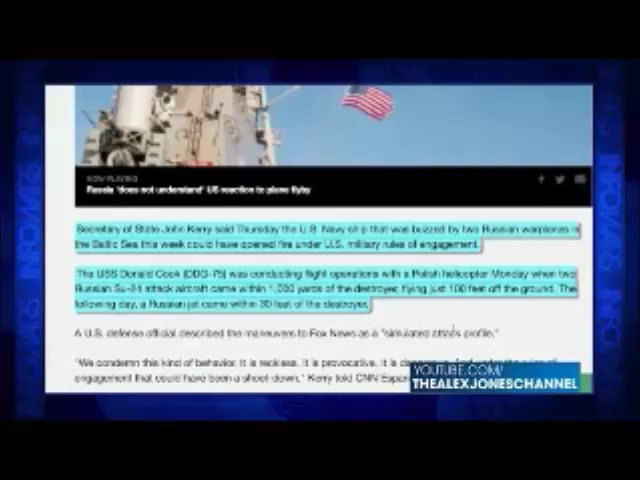 INFOWARS
NOW PLAYING
Russia 'does not understand' US reaction to plane flyby
Secretary of State John Kerry said Thursday the U.S. Navy ship that was buzzed by two Russian warplanes in
the Baltic Sea this week could have opened fire under U.S. military rules of engagement.
The USS Donald Cook (DDG-75) was conducting flight operations with a Polish helicopter Monday when two
Russian Su-24 attack aircraft came within 1,000 yards of the destroyer, flying just 100 feet off the ground. The
following day, a Russian jet came within 30 feet of the destroyer.
A U.S. defense official described the maneuvers to Fox News as a "simulated attack profile."
"We condemn this kind of behavior. It is reckless. It is provocative. It is
engagement that could have been a shoot-down," Kerry told CNN
YOUTUBE.COM/
THEALEXJONESCHANNEL